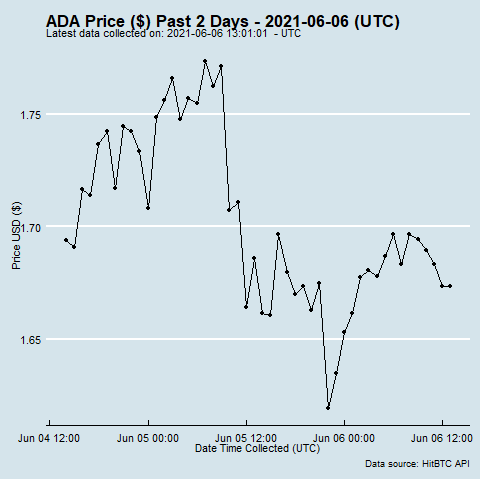 ADA Price ($) Past 2 Days - 2021-06-06 (UTC)
Latest data collected on: 2021-06-06 13:01:01 - UTC
1.75
1.70
1.65
Price USD ($)
Jun 04 12:00 Jun 05 00:00 Jun 05 12:00 Jun 06 00:00 Jun 06 12:00
Date Time Collected (UTC)
Data source: HitBTC API